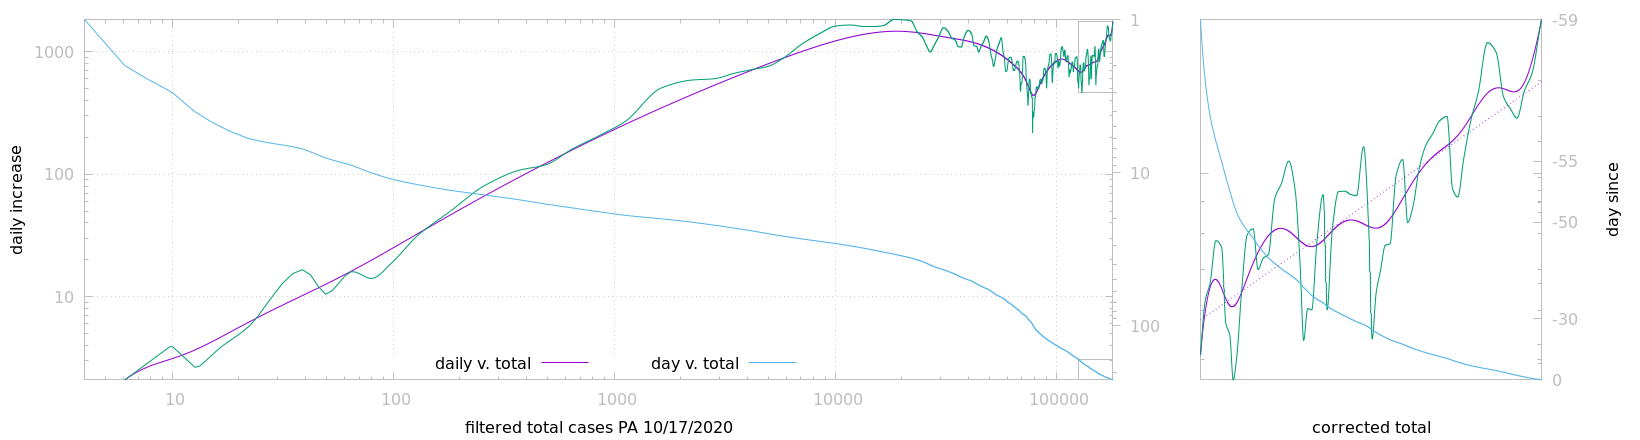 1000
100
10
daily increase
daily v. total
day v. total
10
100
1000
10000
100000
filtered total cases PA 10/17/2020
1
10
100
-59
-55
-50
-30
0
day since
corrected total